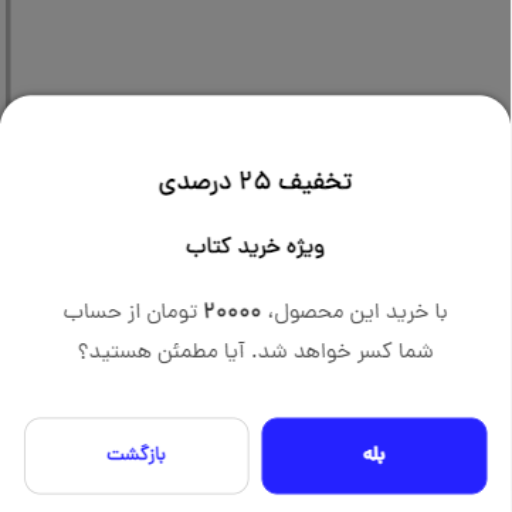 تخفیف ۲۵ درصدی
ویژه خرید کتاب
با خرید این محصول، ۲۰۰۰۰ تومان از حساب
شما کسر خواهد شد. آیا مطمئن هستید؟
بله
بازگشت